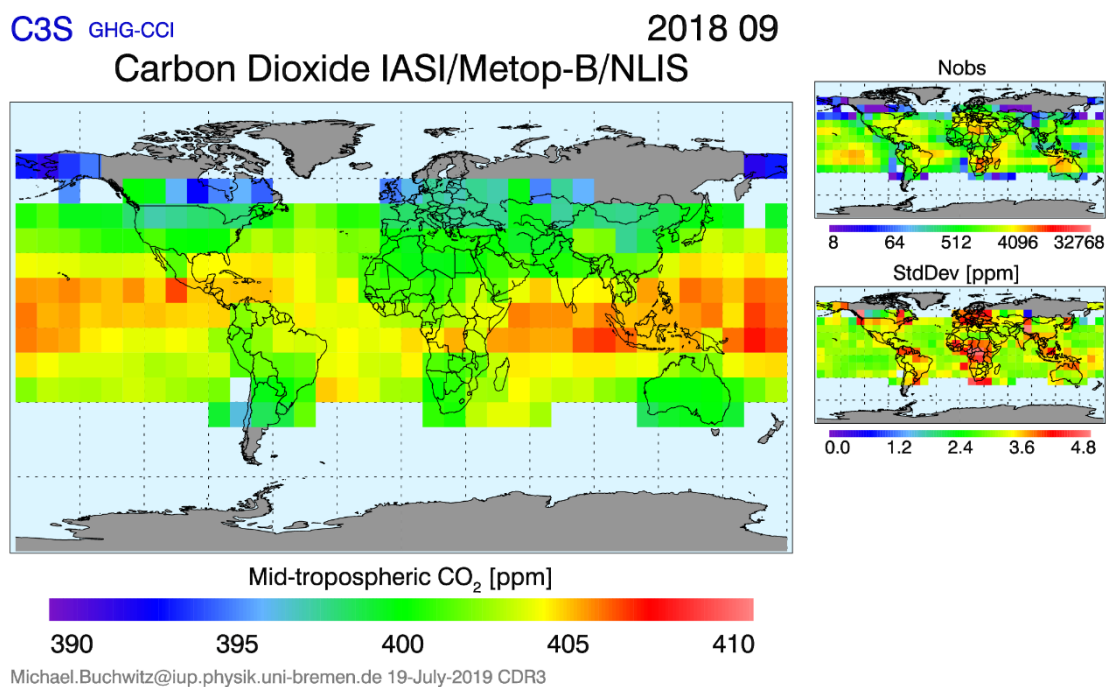 C3S GHG-CCI 2018 09
Carbon Dioxide IASI/Metop-B/NLIS
Nobs
8 64 512 4096 32768
StdDev [ppm]
0.0 1.2 2.4 3.6 4.8
Mid-tropospheric CO₂ [ppm]
390 395 400 405 410
Michael.Buchwitz@iup.physik.uni-bremen.de 19-July-2019 CDR3